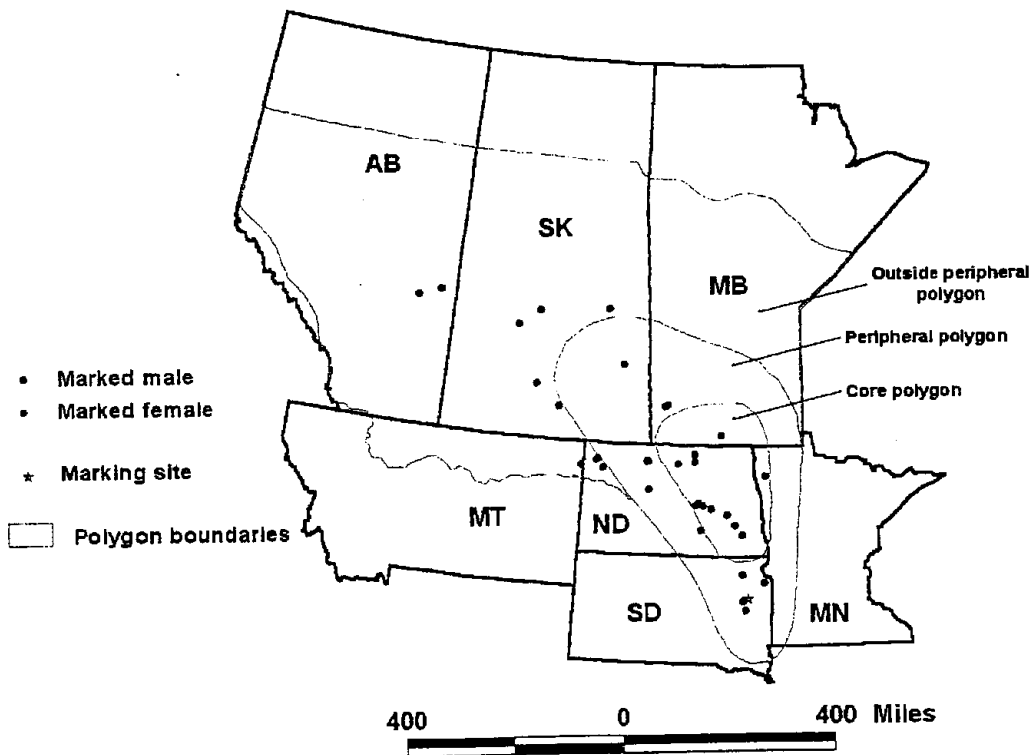 AB
SK
MB
Outside peripheral
polygon
Peripheral polygon
Core polygon
Marked male
Marked female
Marking site
Polygon boundaries
MT
ND
SD
MN
400 0 400 Miles